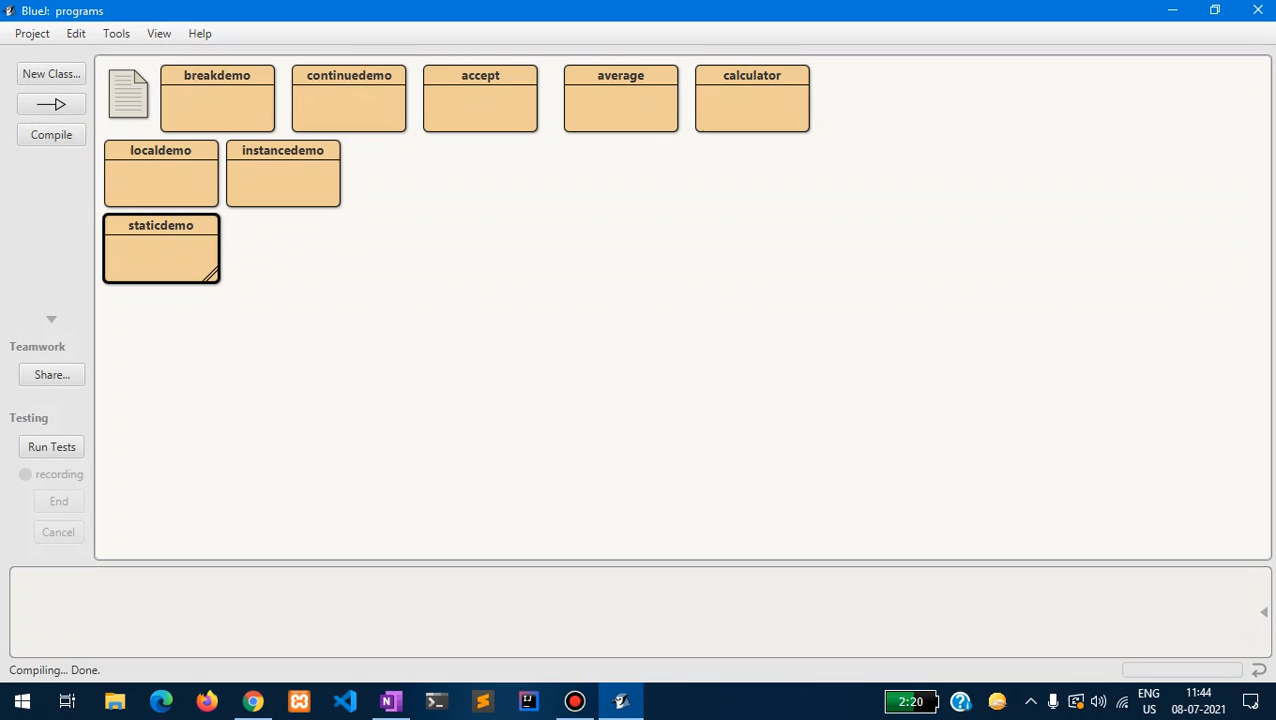 BlueJ: programs
Project Edit Tools View Help
New Class...
Compile
breakdemo continuedemo accept average calculator
localdemo instancedemo
staticdemo
Teamwork
Share...
Testing
Run Tests
recording
End
Cancel
Compiling... Done.
2:20
ENG
US
11:44
08-07-2021